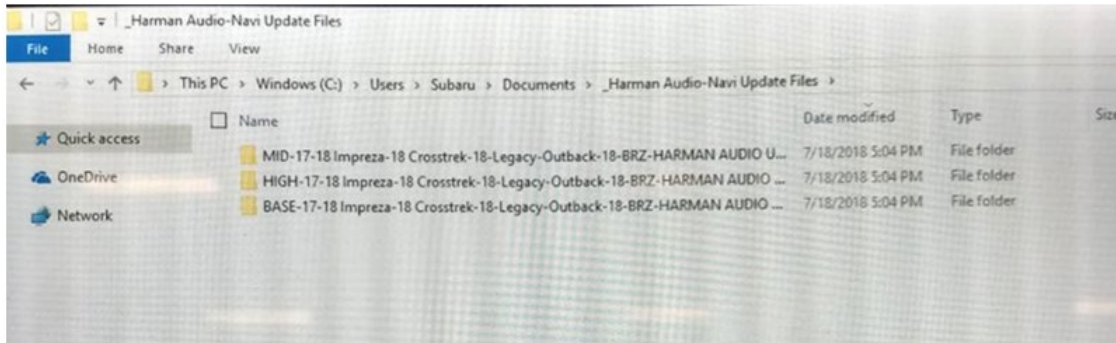 _Harman Audio-Navi Update Files
File Home Share View
This PC > Windows (C:) > Users > Subaru > Documents > _Harman Audio-Navi Update Files >
Name Date modified Type Size
Quick access
MID-17-18 Impreza-18 Crosstrek-18-Legacy-Outback-18-BRZ-HARMAN AUDIO U... 7/18/2018 5:04 PM File folder
OneDrive
HIGH-17-18 Impreza-18 Crosstrek-18-Legacy-Outback-18-BRZ-HARMAN AUDIO ... 7/18/2018 5:04 PM File folder
BASE-17-18 Impreza-18 Crosstrek-18-Legacy-Outback-18-BRZ-HARMAN AUDIO ... 7/18/2018 5:04 PM File folder
Network